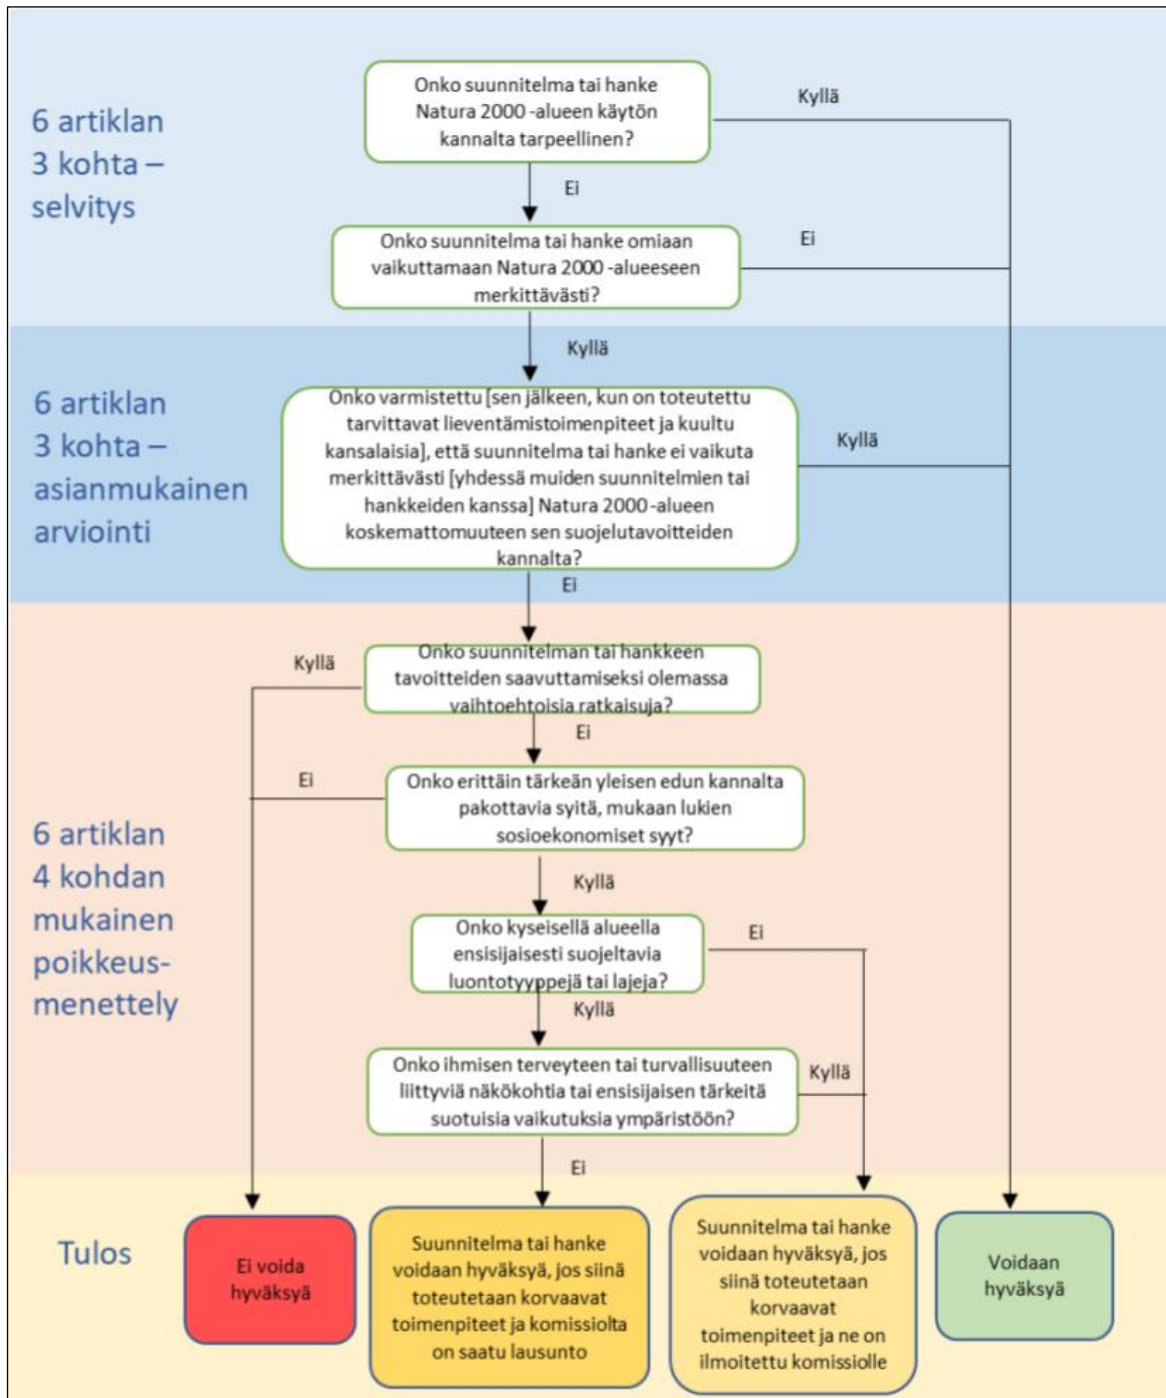 6 artiklan
3 kohta –
selvitys
Onko suunnitelma tai hanke
Natura 2000 -alueen käytön
kannalta tarpeellinen?
Kyllä
Ei
Onko suunnitelma tai hanke omiaan
vaikuttamaan Natura 2000 -alueeseen
merkittävästi?
Ei
Kyllä
6 artiklan
3 kohta –
asianmukainen
arviointi
Onko varmistettu [sen jälkeen, kun on toteutettu
tarvittavat lieventämistoimenpiteet ja kuultu
kansalaisia], että suunnitelma tai hanke ei vaikuta
merkittävästi [yhdessä muiden suunnitelmien tai
hankkeiden kanssa] Natura 2000 -alueen
koskemattomuuteen sen suojelutavoitteiden
kannalta?
Kyllä
Ei
6 artiklan
4 kohdan
mukainen
poikkeus-
menettely
Onko suunnitelman tai hankkeen
tavoitteiden saavuttamiseksi olemassa
vaihtoehtoisia ratkaisuja?
Kyllä
Ei
Onko erittäin tärkeän yleisen edun kannalta
pakottavia syitä, mukaan lukien
sosioekonomiset syyt?
Ei
Kyllä
Onko kyseisellä alueella
ensisijaisesti suojeltavia
luontotyyppejä tai lajeja?
Ei
Kyllä
Onko ihmisen terveyteen tai turvallisuuteen
liittyviä näkökohtia tai ensisijaisen tärkeitä
suotuisia vaikutuksia ympäristöön?
Kyllä
Ei
Tulos
Ei voida
hyväksyä
Suunnitelma tai hanke
voidaan hyväksyä, jos siinä
toteutetaan korvaavat
toimenpiteet ja komissiolta
on saatu lausunto
Suunnitelma tai hanke
voidaan hyväksyä, jos
siinä toteutetaan
korvaavat
toimenpiteet ja ne on
ilmoitettu komissiolle
Voidaan
hyväksyä